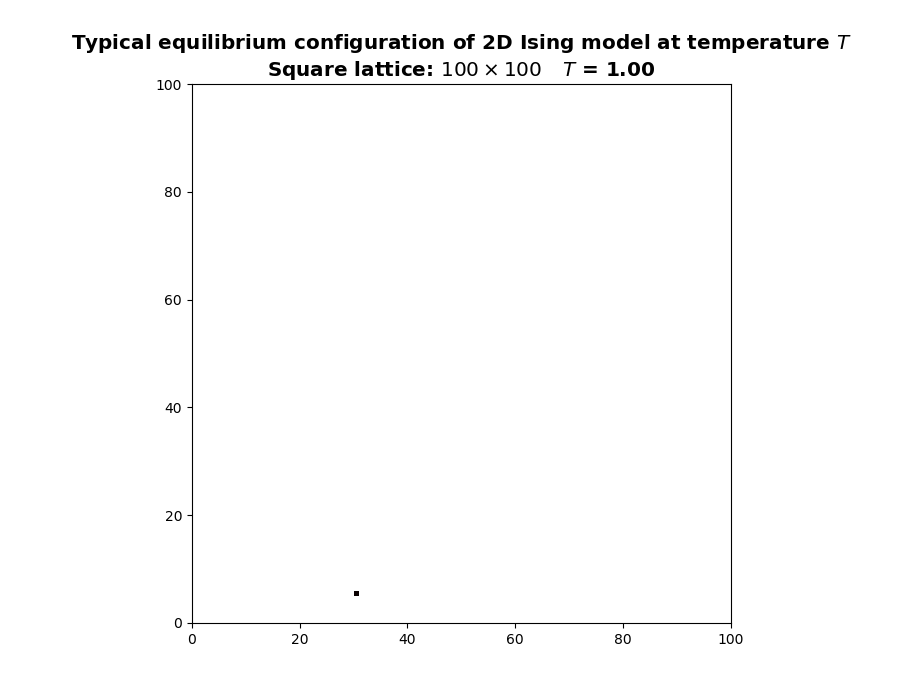 Typical equilibrium configuration of 2D Ising model at temperature T
Square lattice: 100 × 100 T = 1.00
100
80
60
40
20
0
0 20 40 60 80 100